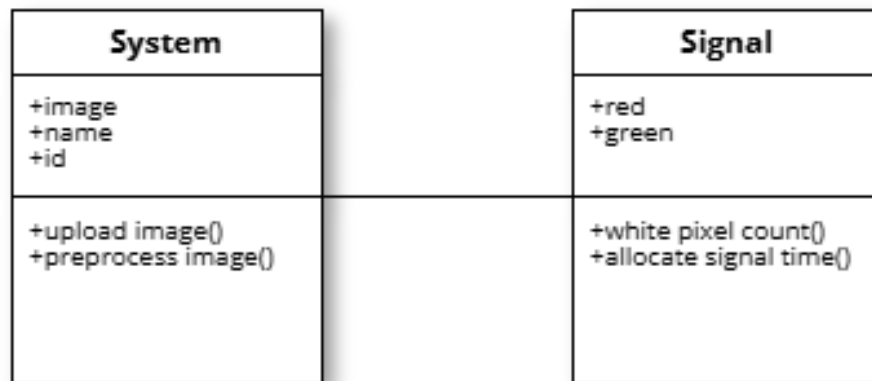 System
+image
+name
+id
+upload image()
+preprocess image()
Signal
+red
+green
+white pixel count()
+allocate signal time()